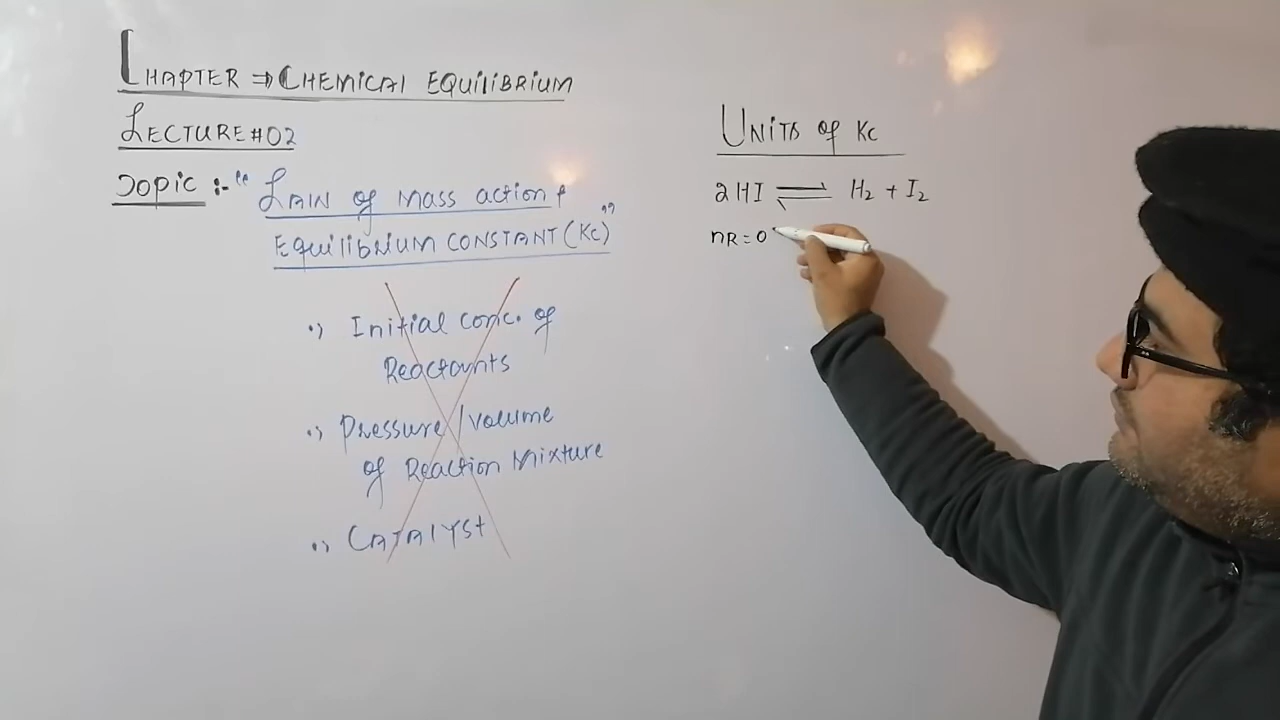 CHAPTER ⇒ CHEMICAL EQUILIBRIUM
LECTURE #02
TOPIC :- "LAW OF MASS ACTION &
EQUILIBRIUM CONSTANT (Kc)"
•) Initial conc. of
Reactants
•) Pressure/volume
of Reaction Mixture
•) CATALYST
UNITS OF Kc
2HI ⇌ H₂ + I₂
nR = 0